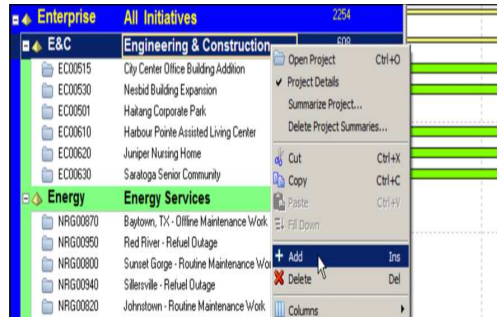 Enterprise All Initiatives 2254
E&C Engineering & Construction 608
EC00515 City Center Office Building Addition
EC00530 Nesbid Building Expansion
EC00501 Haitang Corporate Park
EC00610 Harbour Pointe Assisted Living Center
EC00620 Juniper Nursing Home
EC00630 Saratoga Senior Community
Energy Energy Services
NRG00870 Baytown, TX - Offline Maintenance Work
NRG00950 Red River - Refuel Outage
NRG00800 Sunset Gorge - Routine Maintenance Wo
NRG00940 Sillersville - Refuel Outage
NRG00820 Johnstown - Routine Maintenance Work
Open Project Ctrl+O
Project Details
Summarize Project...
Delete Project Summaries...
Cut Ctrl+X
Copy Ctrl+C
Paste Ctrl+V
Fill Down
Add Ins
Delete Del
Columns